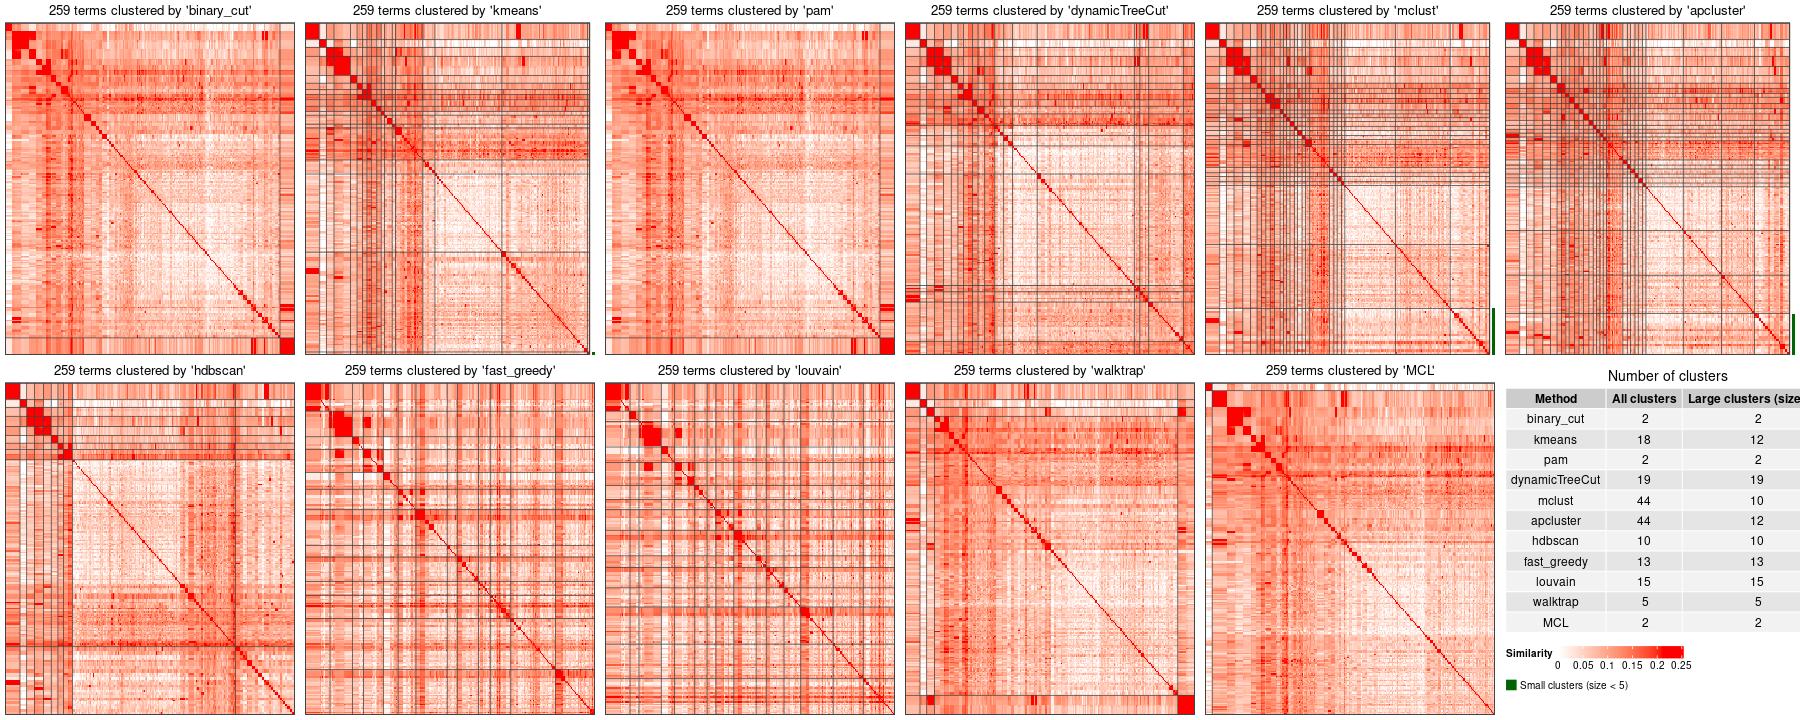 259 terms clustered by 'binary_cut'
259 terms clustered by 'kmeans'
259 terms clustered by 'pam'
259 terms clustered by 'dynamicTreeCut'
259 terms clustered by 'mclust'
259 terms clustered by 'apcluster'
259 terms clustered by 'hdbscan'
259 terms clustered by 'fast_greedy'
259 terms clustered by 'louvain'
259 terms clustered by 'walktrap'
259 terms clustered by 'MCL'
Number of clusters
Method All clusters Large clusters (size
binary_cut 2 2
kmeans 18 12
pam 2 2
dynamicTreeCut 19 19
mclust 44 10
apcluster 44 12
hdbscan 10 10
fast_greedy 13 13
louvain 15 15
walktrap 5 5
MCL 2 2
Similarity
0 0.05 0.1 0.15 0.2 0.25
Small clusters (size < 5)